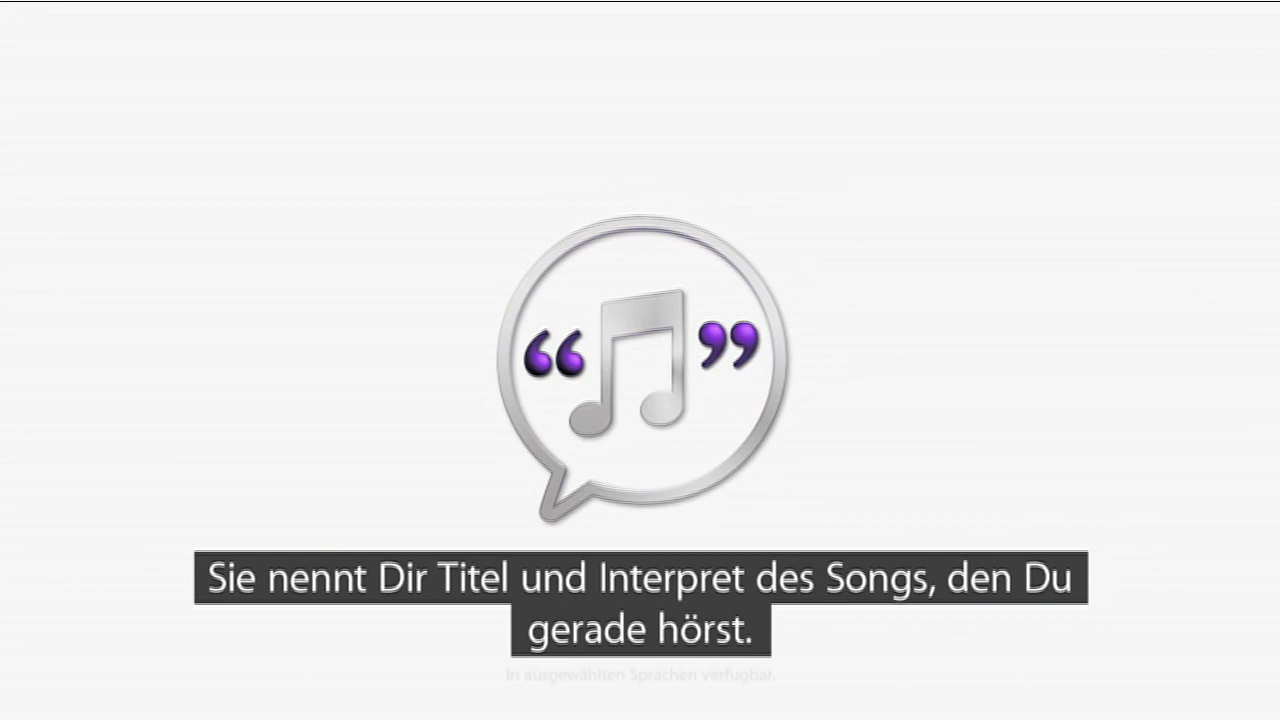 Sie nennt Dir Titel und Interpret des Songs, den Du
gerade hörst.
In ausgewählten Sprachen verfügbar.